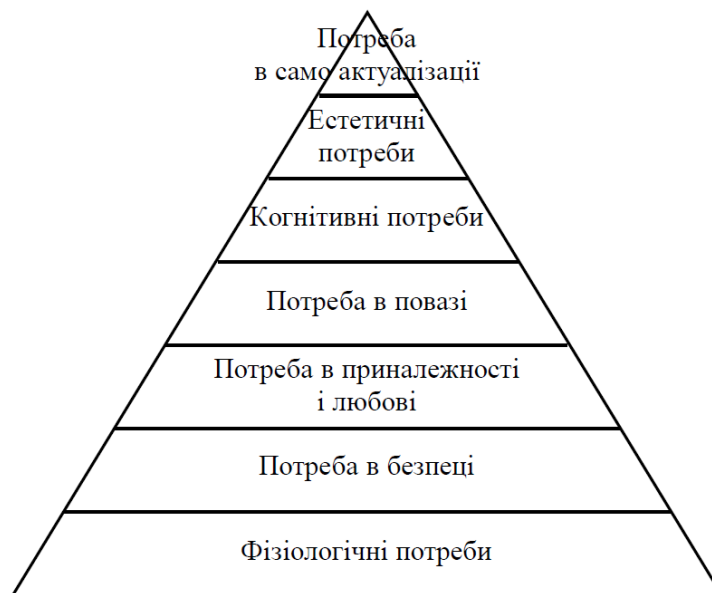 Потреба
в само актуалізації
Естетичні
потреби
Когнітивні потреби
Потреба в повазі
Потреба в приналежності
і любові
Потреба в безпеці
Фізіологічні потреби